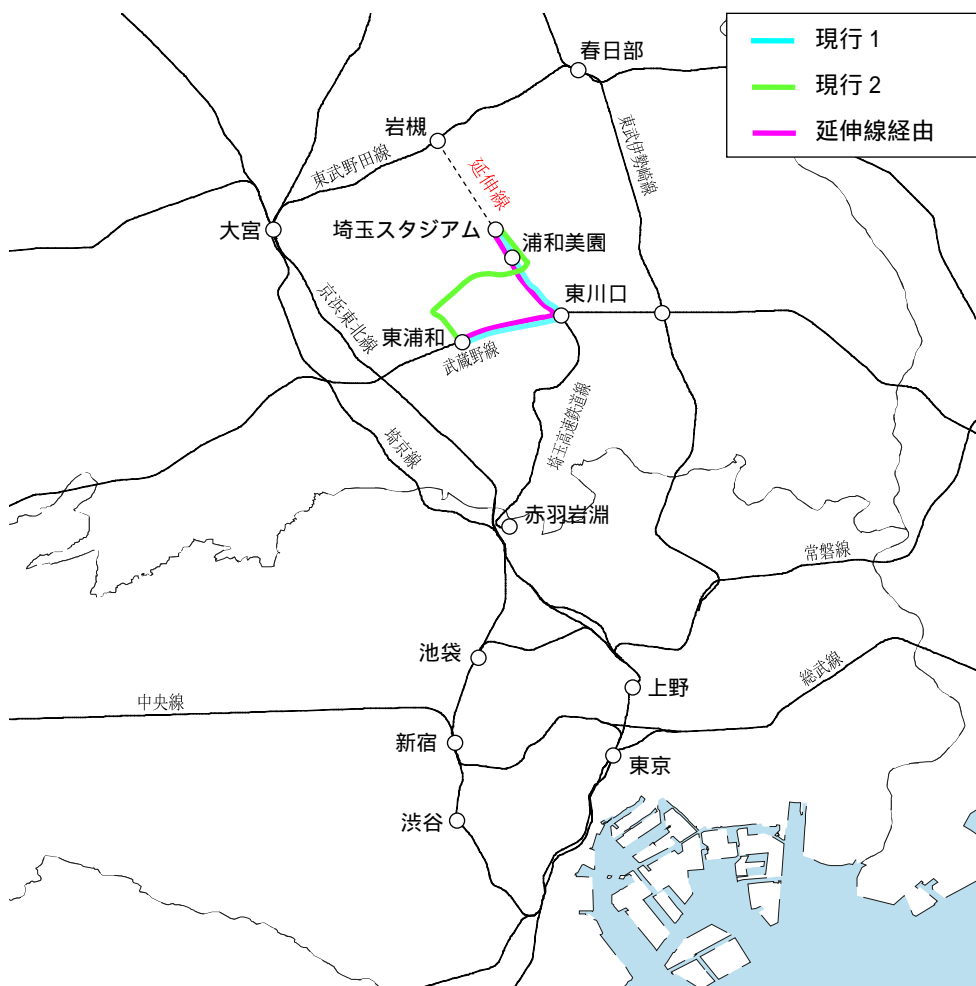 現行１
現行２
延伸線経由
春日部
岩槻
東武野田線
東武伊勢崎線
延伸線
大宮
埼玉スタジアム
浦和美園
京浜東北線
東川口
東浦和
武蔵野線
埼玉高速鉄道線
埼京線
赤羽岩淵
常磐線
池袋
上野
総武線
中央線
新宿
東京
渋谷